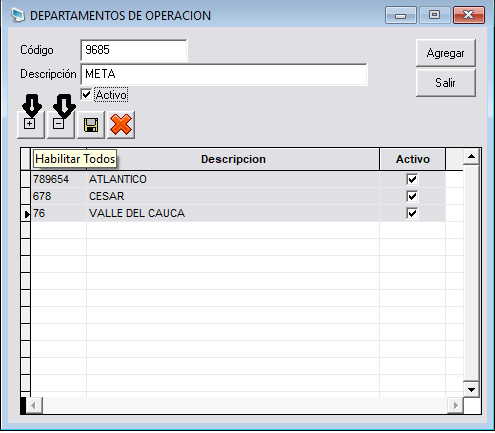 DEPARTAMENTOS DE OPERACION
Código 9685
Agregar
Descripción META
Salir
Activo
Habilitar Todos
Descripcion Activo
789654 ATLANTICO
678 CESAR
76 VALLE DEL CAUCA